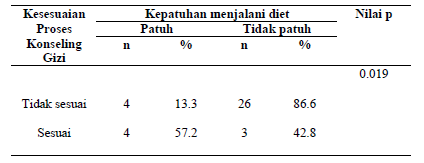 Kesesuaian Kepatuhan menjalani diet Nilai p
Proses Patuh Tidak patuh
Konseling n % n %
Gizi
0.019
Tidak sesuai 4 13.3 26 86.6
Sesuai 4 57.2 3 42.8